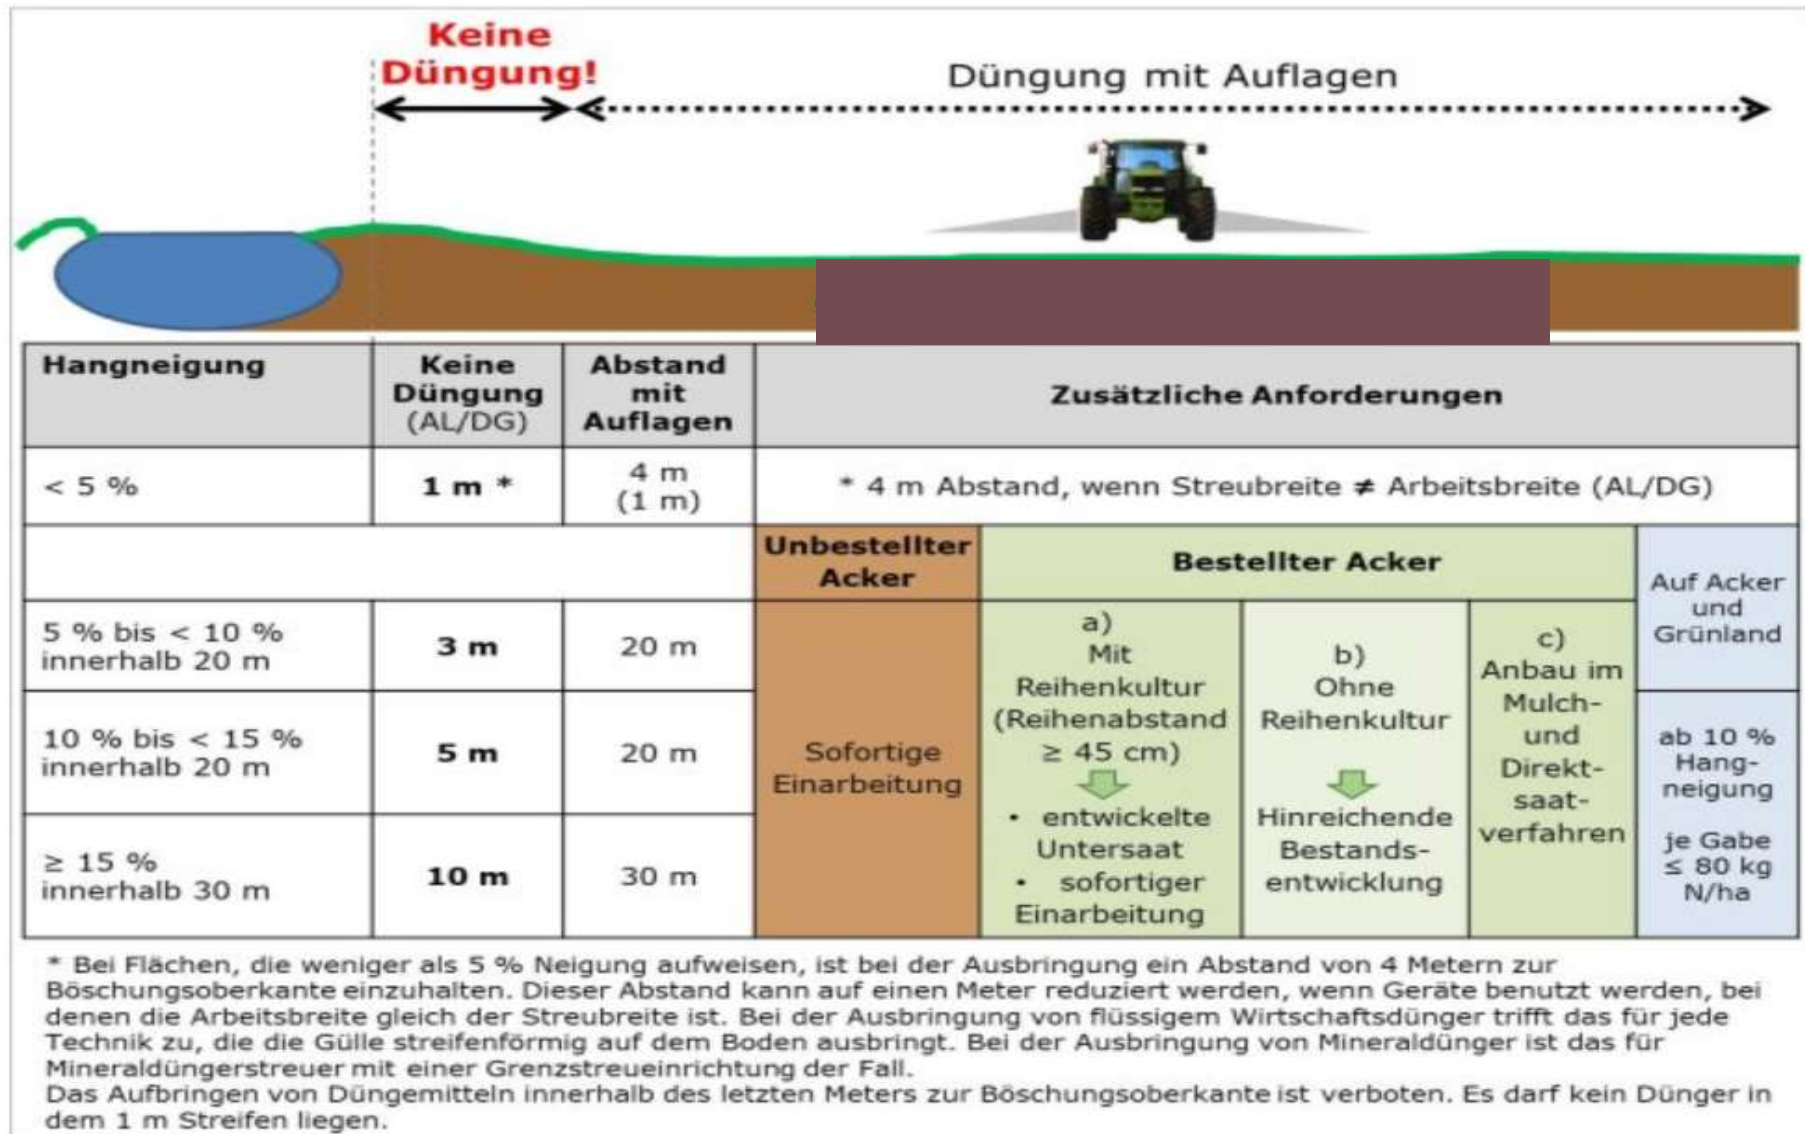 Keine
Düngung!
Düngung mit Auflagen
Hangneigung
Keine
Düngung
(AL/DG)
Abstand
mit
Auflagen
Zusätzliche Anforderungen
< 5 %
1 m *
4 m
(1 m)
* 4 m Abstand, wenn Streubreite ≠ Arbeitsbreite (AL/DG)
Unbestellter
Acker
Bestellter Acker
Auf Acker
und
Grünland
5 % bis < 10 %
innerhalb 20 m
3 m
20 m
10 % bis < 15 %
innerhalb 20 m
5 m
20 m
≥ 15 %
innerhalb 30 m
10 m
30 m
Sofortige
Einarbeitung
a)
Mit
Reihenkultur
(Reihenabstand
≥ 45 cm)
• entwickelte
Untersaat
• sofortiger
Einarbeitung
b)
Ohne
Reihenkultur
Hinreichende
Bestands-
entwicklung
c)
Anbau im
Mulch-
und
Direkt-
saat-
verfahren
ab 10 %
Hang-
neigung
je Gabe
≤ 80 kg
N/ha
* Bei Flächen, die weniger als 5 % Neigung aufweisen, ist bei der Ausbringung ein Abstand von 4 Metern zur
Böschungsoberkante einzuhalten. Dieser Abstand kann auf einen Meter reduziert werden, wenn Geräte benutzt werden, bei
denen die Arbeitsbreite gleich der Streubreite ist. Bei der Ausbringung von flüssigem Wirtschaftsdünger trifft das für jede
Technik zu, die die Gülle streifenförmig auf dem Boden ausbringt. Bei der Ausbringung von Mineraldünger ist das für
Mineraldüngerstreuer mit einer Grenzstreueinrichtung der Fall.
Das Aufbringen von Düngemitteln innerhalb des letzten Meters zur Böschungsoberkante ist verboten. Es darf kein Dünger in
dem 1 m Streifen liegen.